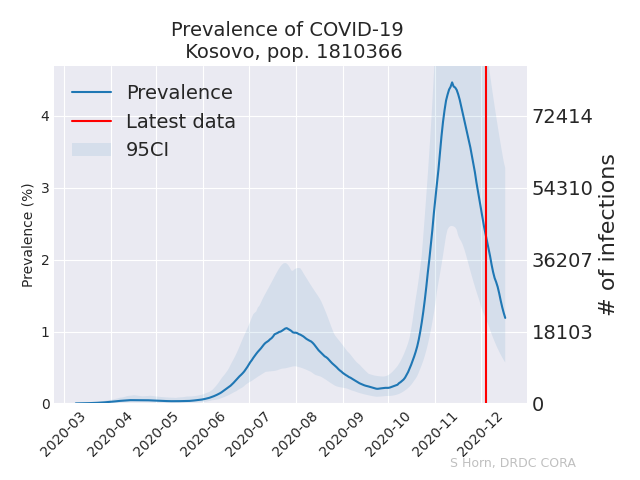 Prevalence of COVID-19
Kosovo, pop. 1810366
Prevalence
Latest data
95CI
Prevalence (%)
4
3
2
1
0
72414
54310
36207
18103
0
# of infections
2020-03
2020-04
2020-05
2020-06
2020-07
2020-08
2020-09
2020-10
2020-11
2020-12
S Horn, DRDC CORA